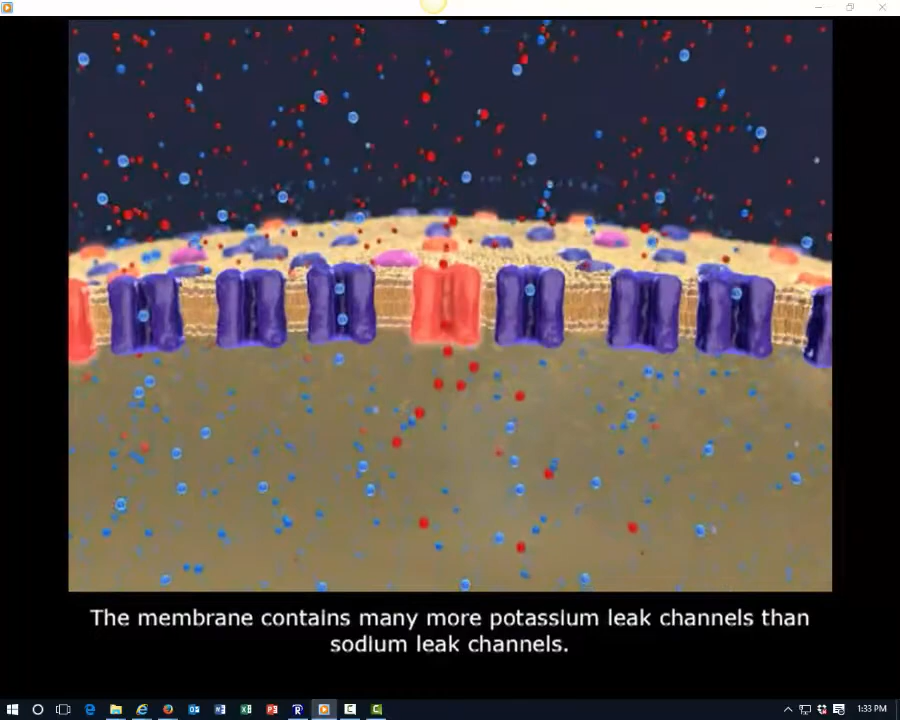 The membrane contains many more potassium leak channels than
sodium leak channels.
1:33 PM